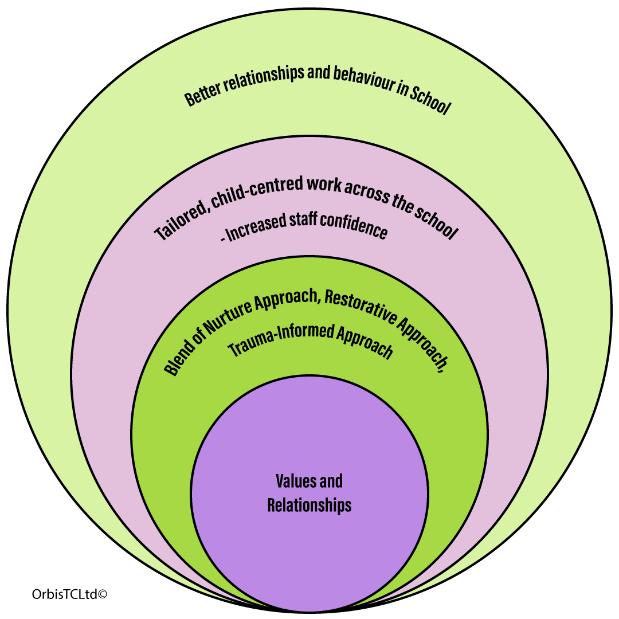 Better relationships and behaviour in School
Tailored, child-centred work across the school
- Increased staff confidence
Blend of Nurture Approach, Restorative Approach,
Trauma-Informed Approach
Values and
Relationships
OrbisTCLtd©